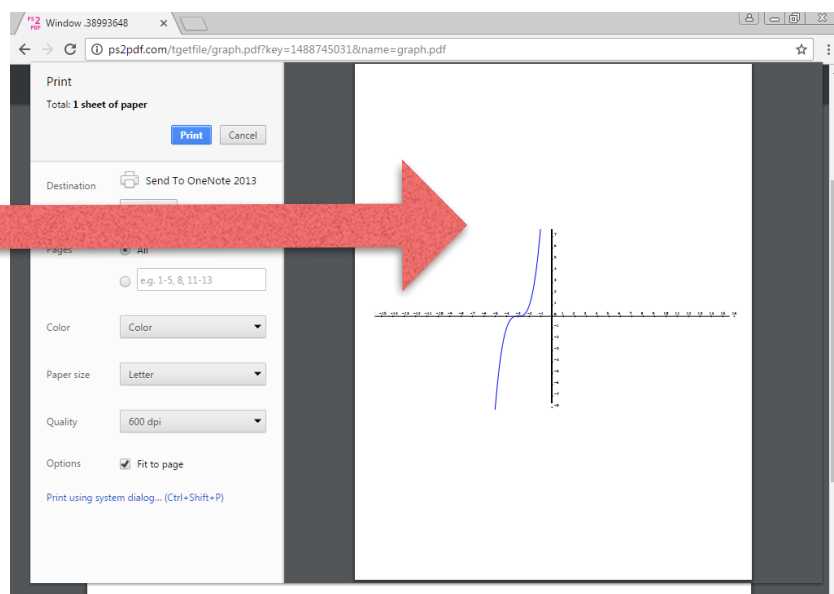 PS2 PDF Window .38993648
ps2pdf.com/tgetfile/graph.pdf?key=1488745031&name=graph.pdf
Print
Total: 1 sheet of paper
Print Cancel
Destination Send To OneNote 2013
Pages All
e.g. 1-5, 8, 11-13
Color Color
Paper size Letter
Quality 600 dpi
Options Fit to page
Print using system dialog... (Ctrl+Shift+P)